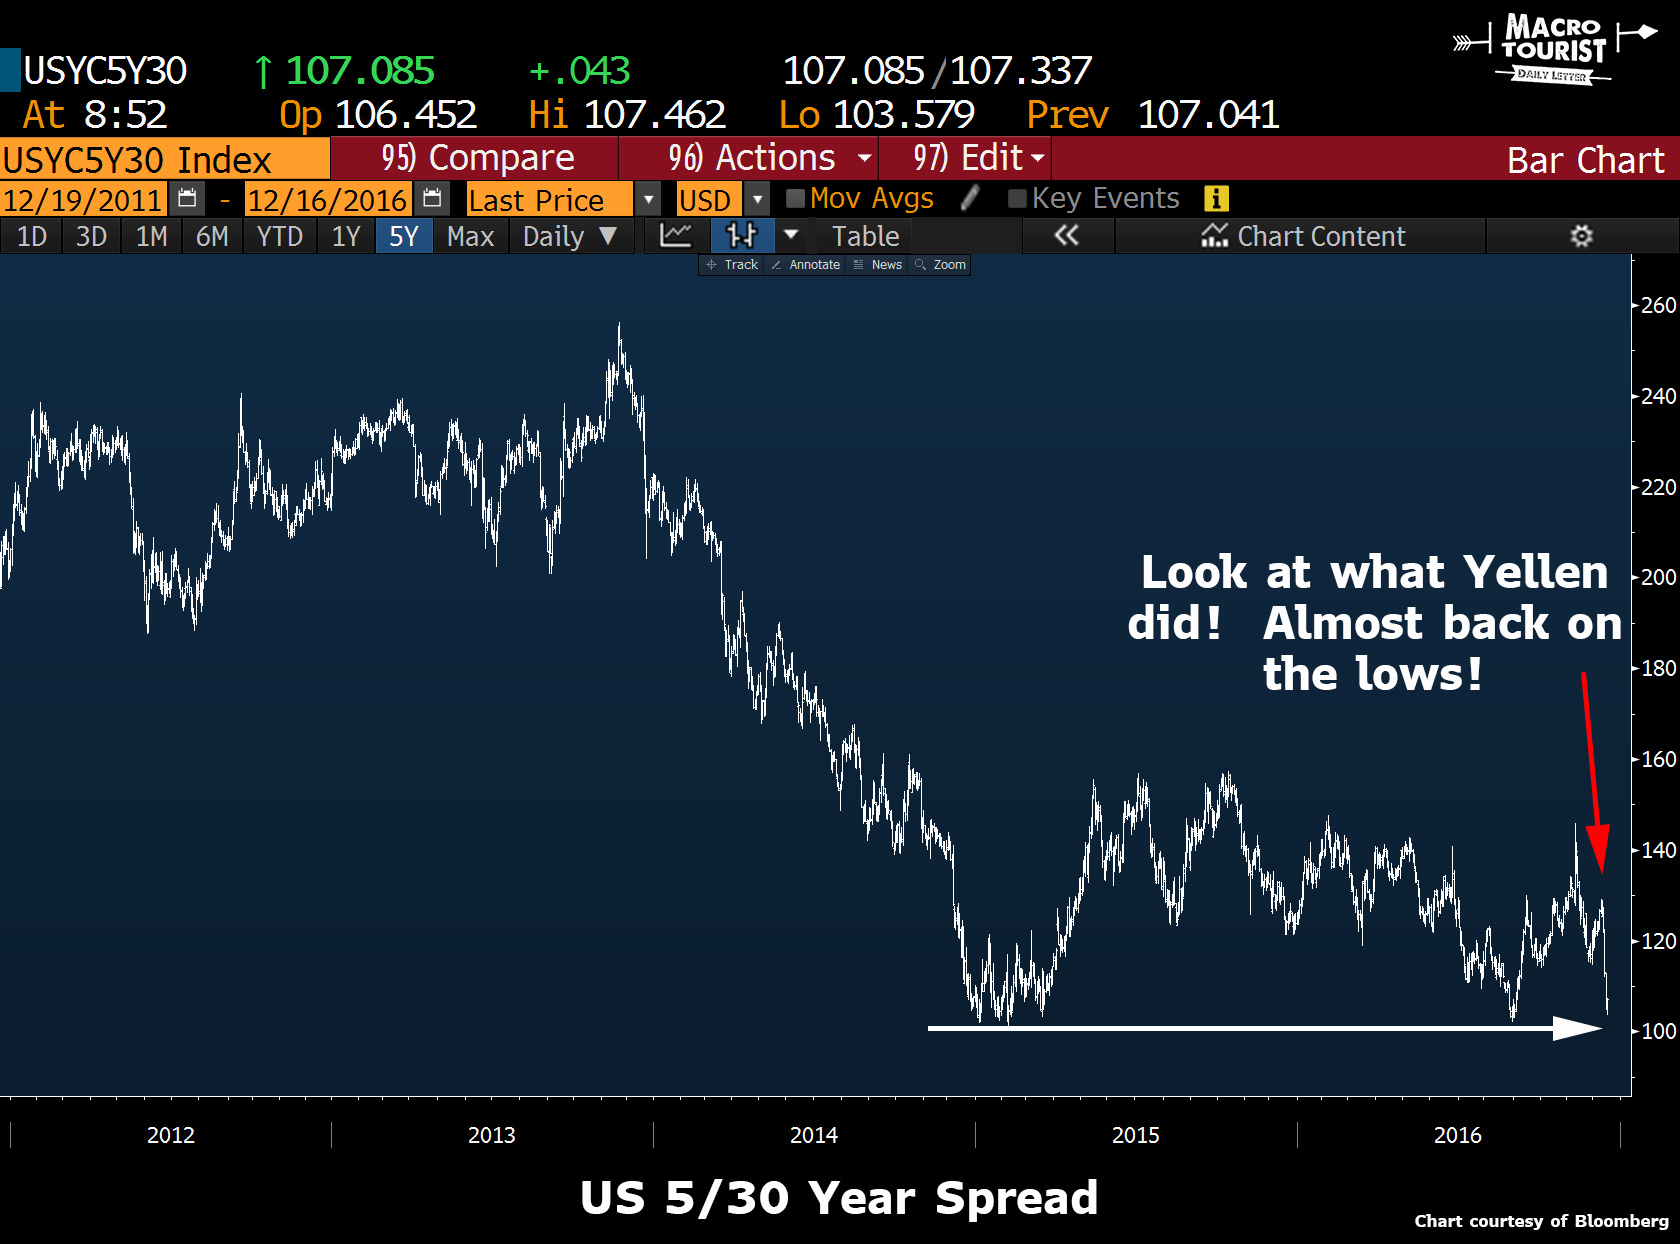 MACRO
TOURIST
DAILY LETTER
USYC5Y30 ↑ 107.085 +.043 107.085/107.337
At 8:52 Op 106.452 Hi 107.462 Lo 103.579 Prev 107.041
USYC5Y30 Index 95) Compare 96) Actions 97) Edit Bar Chart
12/19/2011 - 12/16/2016 Last Price USD Mov Avgs Key Events i
1D 3D 1M 6M YTD 1Y 5Y Max Daily ▼ Table « Chart Content
Track Annotate News Zoom
260
240
220
Look at what Yellen
did! Almost back on
the lows!
200
180
160
140
120
100
2012 2013 2014 2015 2016
US 5/30 Year Spread
Chart courtesy of Bloomberg